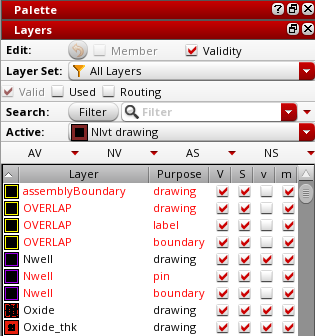 Palette
Layers
Edit: Member Validity
Layer Set: All Layers
Valid Used Routing
Search: Filter Filter
Active: Nlvt drawing
AV NV AS NS
Layer Purpose V S v m
assemblyBoundary drawing
OVERLAP drawing
OVERLAP label
OVERLAP boundary
Nwell drawing
Nwell pin
Nwell boundary
Oxide drawing
Oxide_thk drawing